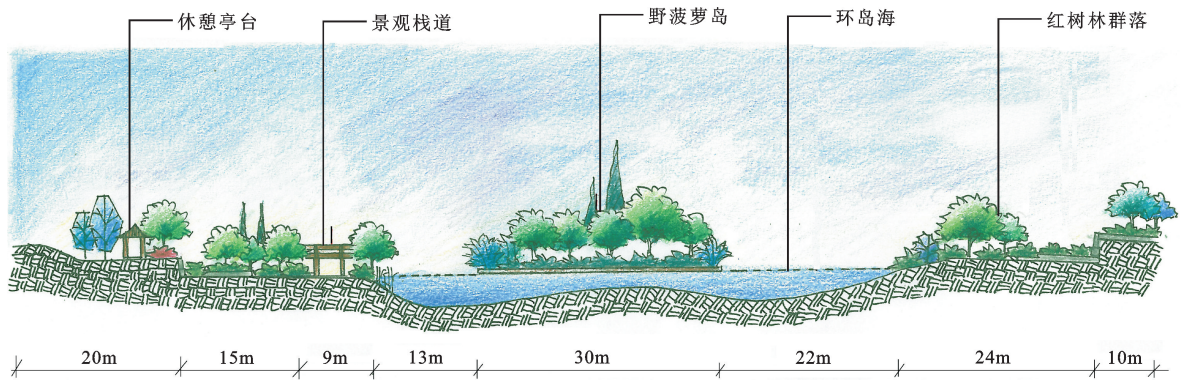 休憩亭台
景观栈道
野菠萝岛
环岛海
红树林群落
20m
15m
9m
13m
30m
22m
24m
10m